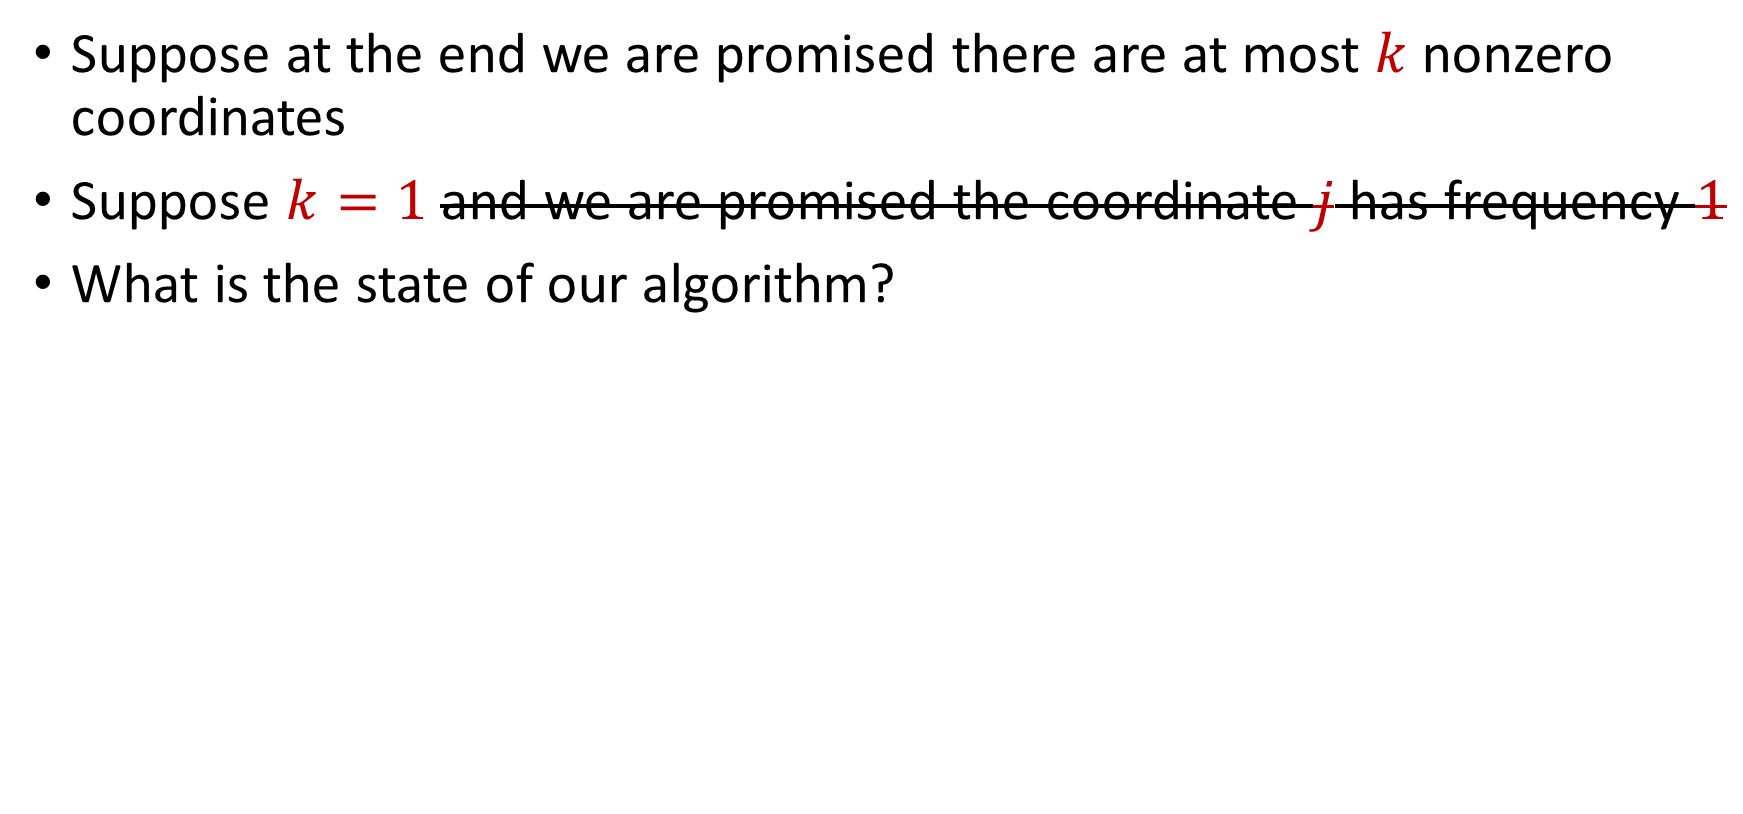 • Suppose at the end we are promised there are at most k nonzero
coordinates
• Suppose k = 1 and we are promised the coordinate j has frequency 1
• What is the state of our algorithm?